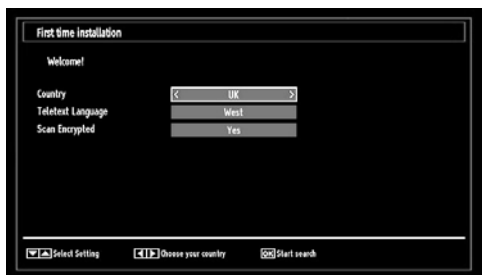 First time installation
Welcome!
Country < UK >
Teletext Language West
Scan Encrypted Yes
Select Setting Choose your country OK Start search